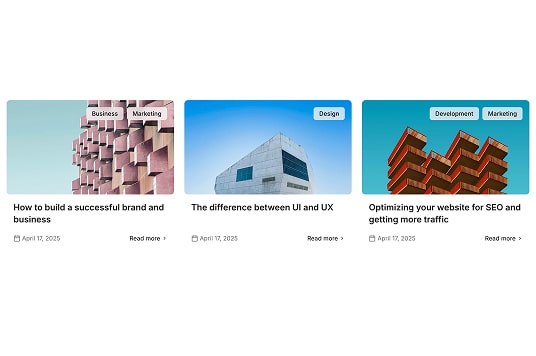 Business Marketing
How to build a successful brand and
business
April 17, 2025 Read more
Design
The difference between UI and UX
April 17, 2025 Read more
Development Marketing
Optimizing your website for SEO and
getting more traffic
April 17, 2025 Read more